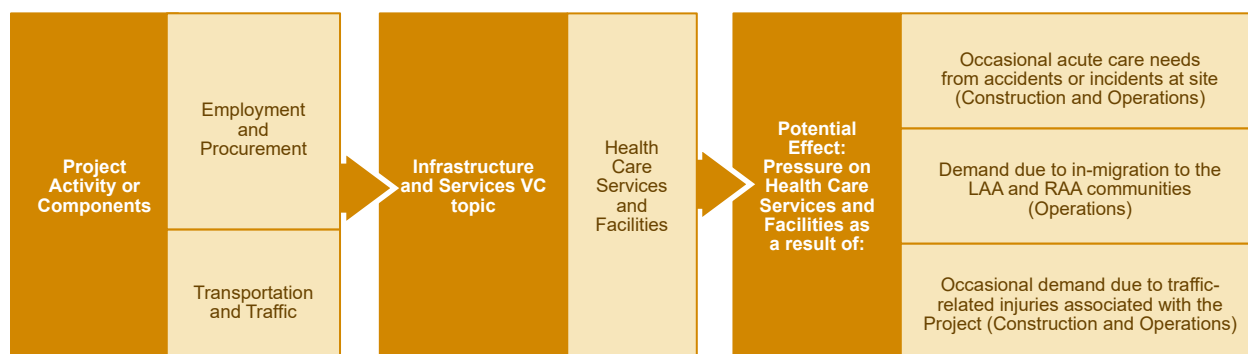 Project
Activity or
Components
Employment
and
Procurement
Transportation
and Traffic
Infrastructure
and Services VC
topic
Health
Care
Services
and
Facilities
Potential
Effect:
Pressure on
Health Care
Services and
Facilities as
a result of:
Occasional acute care needs
from accidents or incidents at site
(Construction and Operations)
Demand due to in-migration to the
LAA and RAA communities
(Operations)
Occasional demand due to traffic-
related injuries associated with the
Project (Construction and Operations)